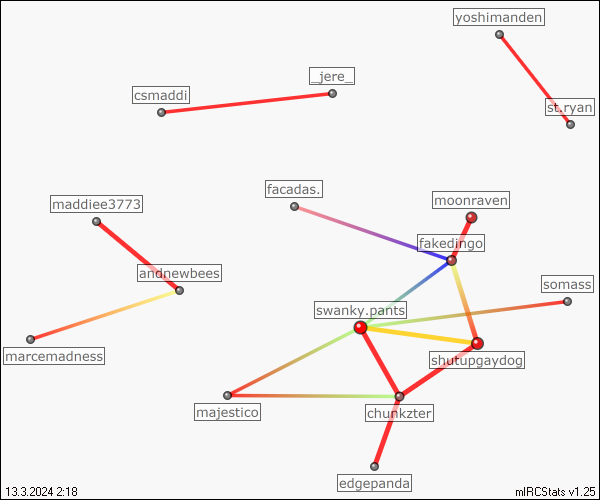 yoshimanden
_jere_
csmaddi
st.ryan
facadas.
maddiee3773
moonraven
fakedingo
andnewbees
somass
swanky.pants
marcemadness
shutupgaydog
majestico
chunkzter
edgepanda
13.3.2024 2:18
mIRCStats v1.25